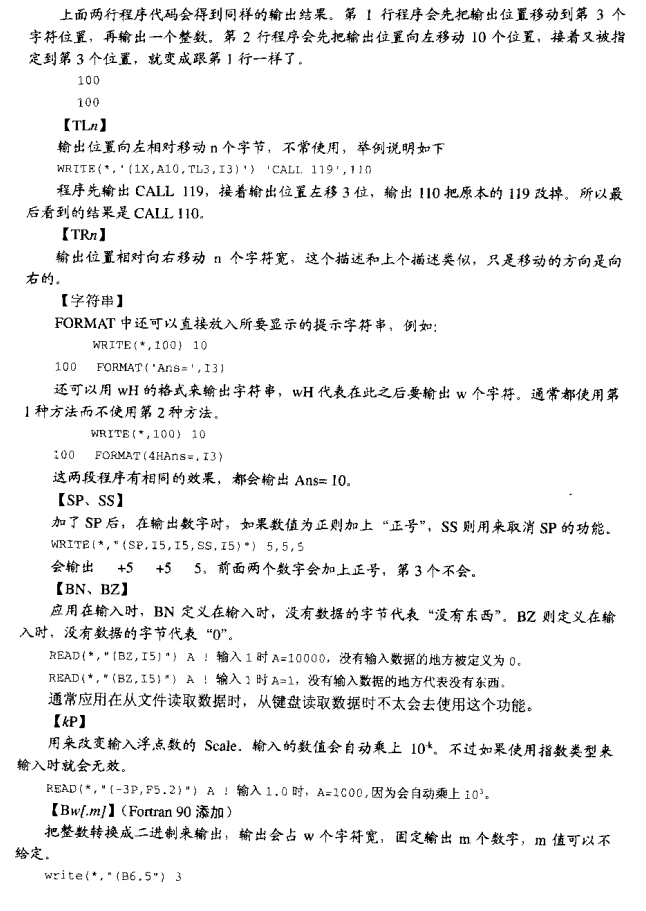 上面两行程序代码会得到同样的输出结果。第 1 行程序会先把输出位置移动到第 3 个
字符位置，再输出一个整数。第 2 行程序会先把输出位置向左移动 10 个位置，接着又被指
定到第 3 个位置，就变成跟第 1 行一样了。
100
100
【TLn】
输出位置向左相对移动 n 个字节，不常使用，举例说明如下
WRITE(*,'(1X,A10,TL3,I3)') 'CALL 119',110
程序先输出 CALL 119，接着输出位置左移 3 位，输出 110 把原本的 119 改掉。所以最
后看到的结果是 CALL 110。
【TRn】
输出位置相对向右移动 n 个字符宽、这个描述和上个描述类似，只是移动的方向是向
右的。
【字符串】
FORMAT 中还可以直接放入所要显示的提示字符串，例如：
WRITE(*,100) 10
100 FORMAT('Ans=',I3)
还可以用 wH 的格式来输出字符串，wH 代表在此之后要输出 w 个字符。通常都使用第
1 种方法而不使用第 2 种方法。
WRITE(*,100) 10
100 FORMAT(4HAns=,I3)
这两段程序有相同的效果，都会输出 Ans= 10。
【SP、SS】
加了 SP 后，在输出数字时，如果数值为正则加上“正号”，SS 则用来取消 SP 的功能。
WRITE(*,"(SP,I5,I5,SS,I5)") 5,5,5
会输出 +5 +5 5，前面两个数字会加上正号，第 3 个不会。
【BN、BZ】
应用在输入时，BN 定义在输入时，没有数据的字节代表“没有东西”。BZ 则定义在输
入时，没有数据的字节代表“0”。
READ(*,"(BZ,I5)") A ! 输入 1 时 A=10000，没有输入数据的地方被定义为 0。
READ(*,"(BZ,I5)") A ! 输入 1 时 A=1，没有输入数据的地方代表没有东西。
通常应用在从文件读取数据时，从键盘读取数据时不太会去使用这个功能。
【kP】
用来改变输入浮点数的 Scale．输入的数值会自动乘上 10ᵏ。不过如果使用指数类型来
输入时就会无效。
READ(*,"(-3P,F5.2)") A ! 输入 1.0 时，A=1000，因为会自动乘上 10³。
【Bw[.m]】(Fortran 90 添加)
把整数转换成二进制来输出，输出会占 w 个字符宽，固定输出 m 个数字，m 值可以不
给定。
write(*,"(B6.5") 3